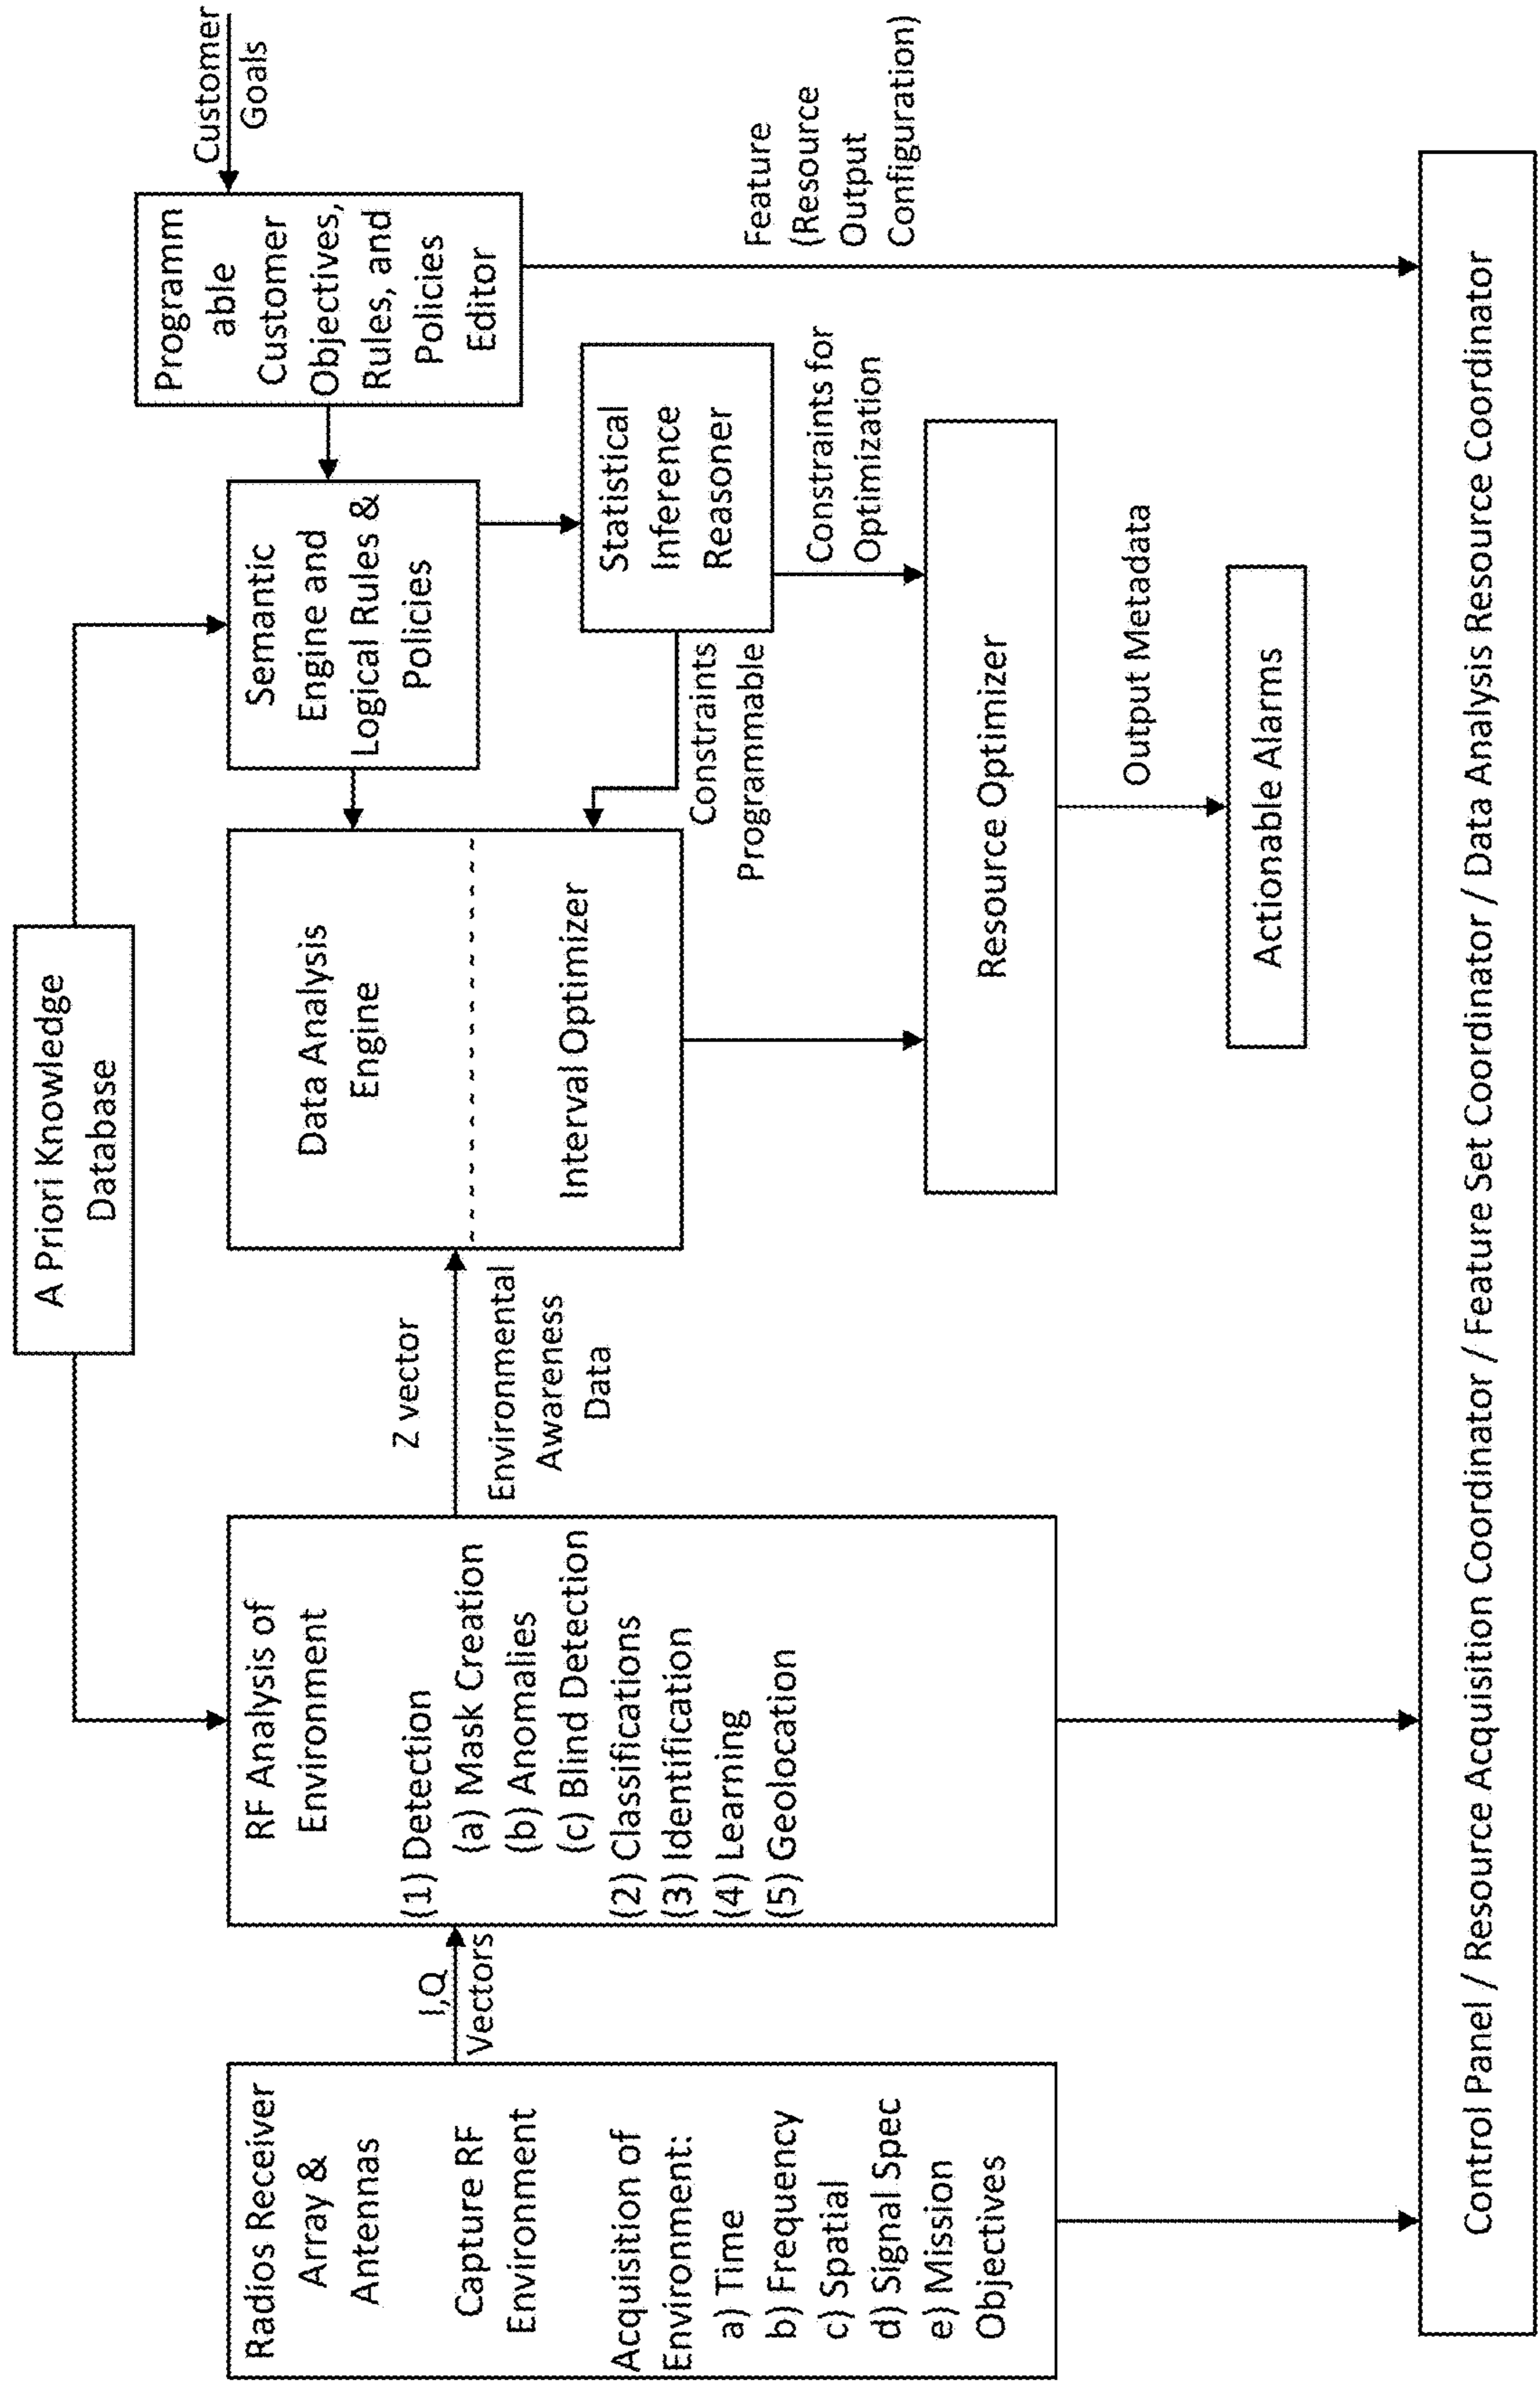 A Priori Knowledge
Database
Radios Receiver
Array &
Antennas
Capture RF
Environment
Acquisition of
Environment:
a) Time
b) Frequency
c) Spatial
d) Signal Spec
e) Mission
Objectives
I,Q
Vectors
RF Analysis of
Environment
(1) Detection
(a) Mask Creation
(b) Anomalies
(c) Blind Detection
(2) Classifications
(3) Identification
(4) Learning
(5) Geolocation
Z vector
Environmental
Awareness
Data
Data Analysis
Engine
Interval Optimizer
Semantic
Engine and
Logical Rules &
Policies
Programm
able
Customer
Objectives,
Rules, and
Policies
Editor
Customer
Goals
Statistical
Inference
Reasoner
Constraints
Programmable
Constraints for
Optimization
Feature
(Resource
Output
Configuration)
Resource Optimizer
Output Metadata
Actionable Alarms
Control Panel / Resource Acquisition Coordinator / Feature Set Coordinator / Data Analysis Resource Coordinator